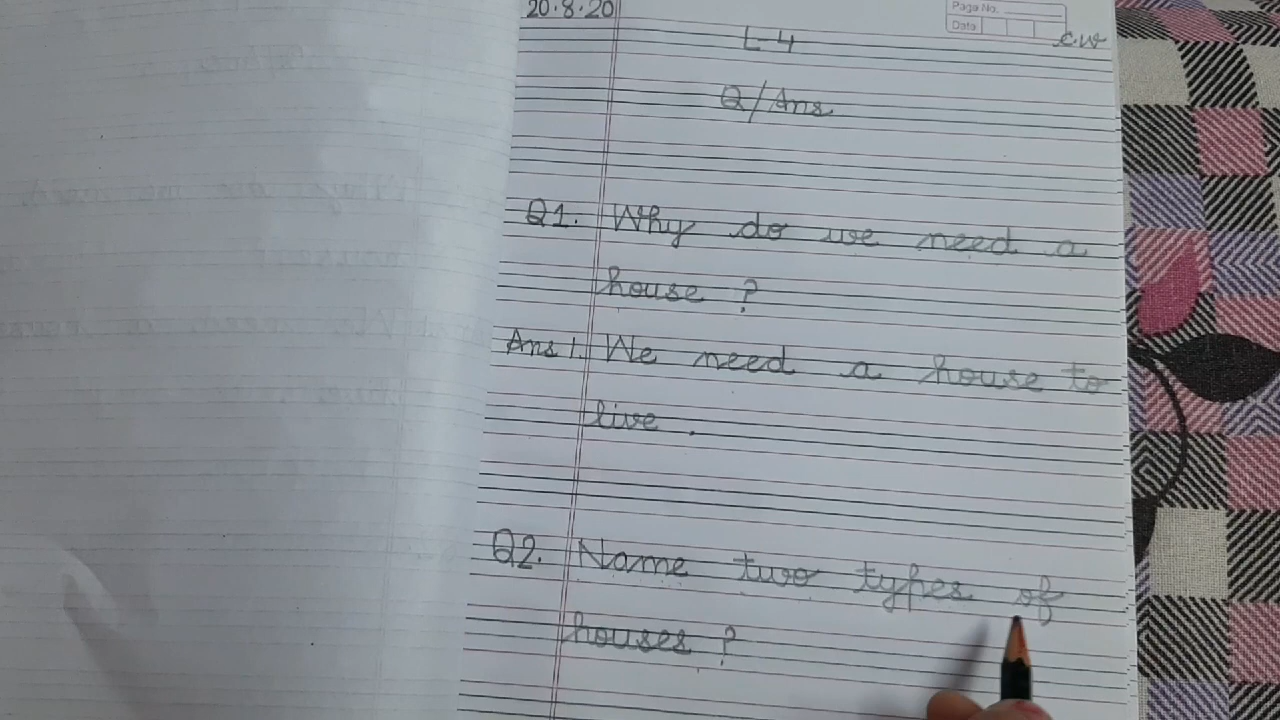 20.8.20
Page No.
Date
L-4
C.W
Q/Ans
Q1. Why do we need a
house ?
Ans 1. We need a house to
live .
Q2. Name two types of
houses ?